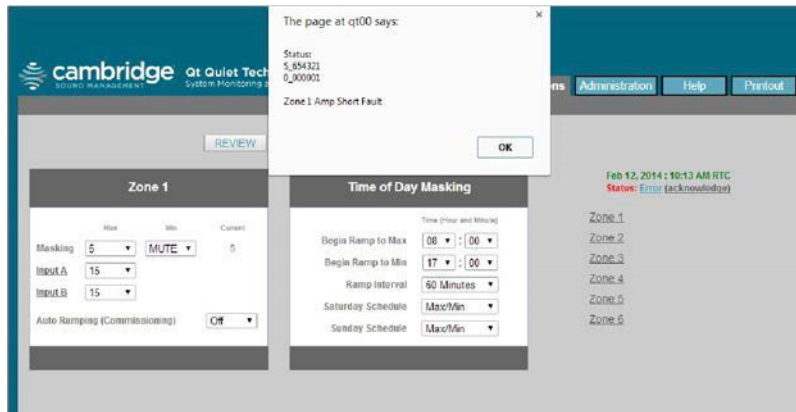 The page at qt00 says:
×
Status:
S_654321
0_000001
Zone 1 Amp Short Fault
OK
cambridge
SOUND MANAGEMENT
Qt Quiet Tech
System Monitoring a
ns
Administration
Help
Printout
REVIEW
Zone 1
Max Min Current
Masking 5 MUTE 5
Input A 15
Input B 15
Auto Ramping (Commissioning) Off
Time of Day Masking
Time (Hour and Minute)
Begin Ramp to Max 08 : 00
Begin Ramp to Min 17 : 00
Ramp Interval 60 Minutes
Saturday Schedule Max/Min
Sunday Schedule Max/Min
Feb 12, 2014 : 10:13 AM RTC
Status: Error (acknowledge)
Zone 1
Zone 2
Zone 3
Zone 4
Zone 5
Zone 6